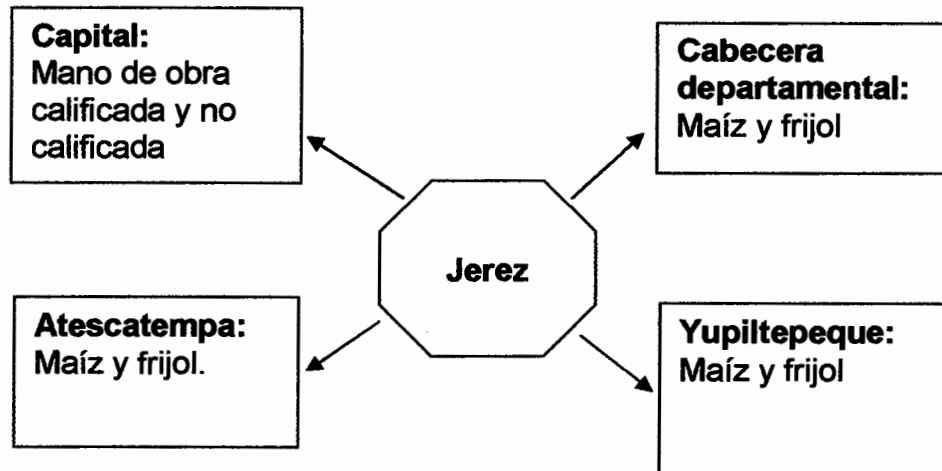 Capital:
Mano de obra
calificada y no
calificada
Cabecera
departamental:
Maíz y frijol
Jerez
Atescatempa:
Maíz y frijol.
Yupiltepeque:
Maíz y frijol